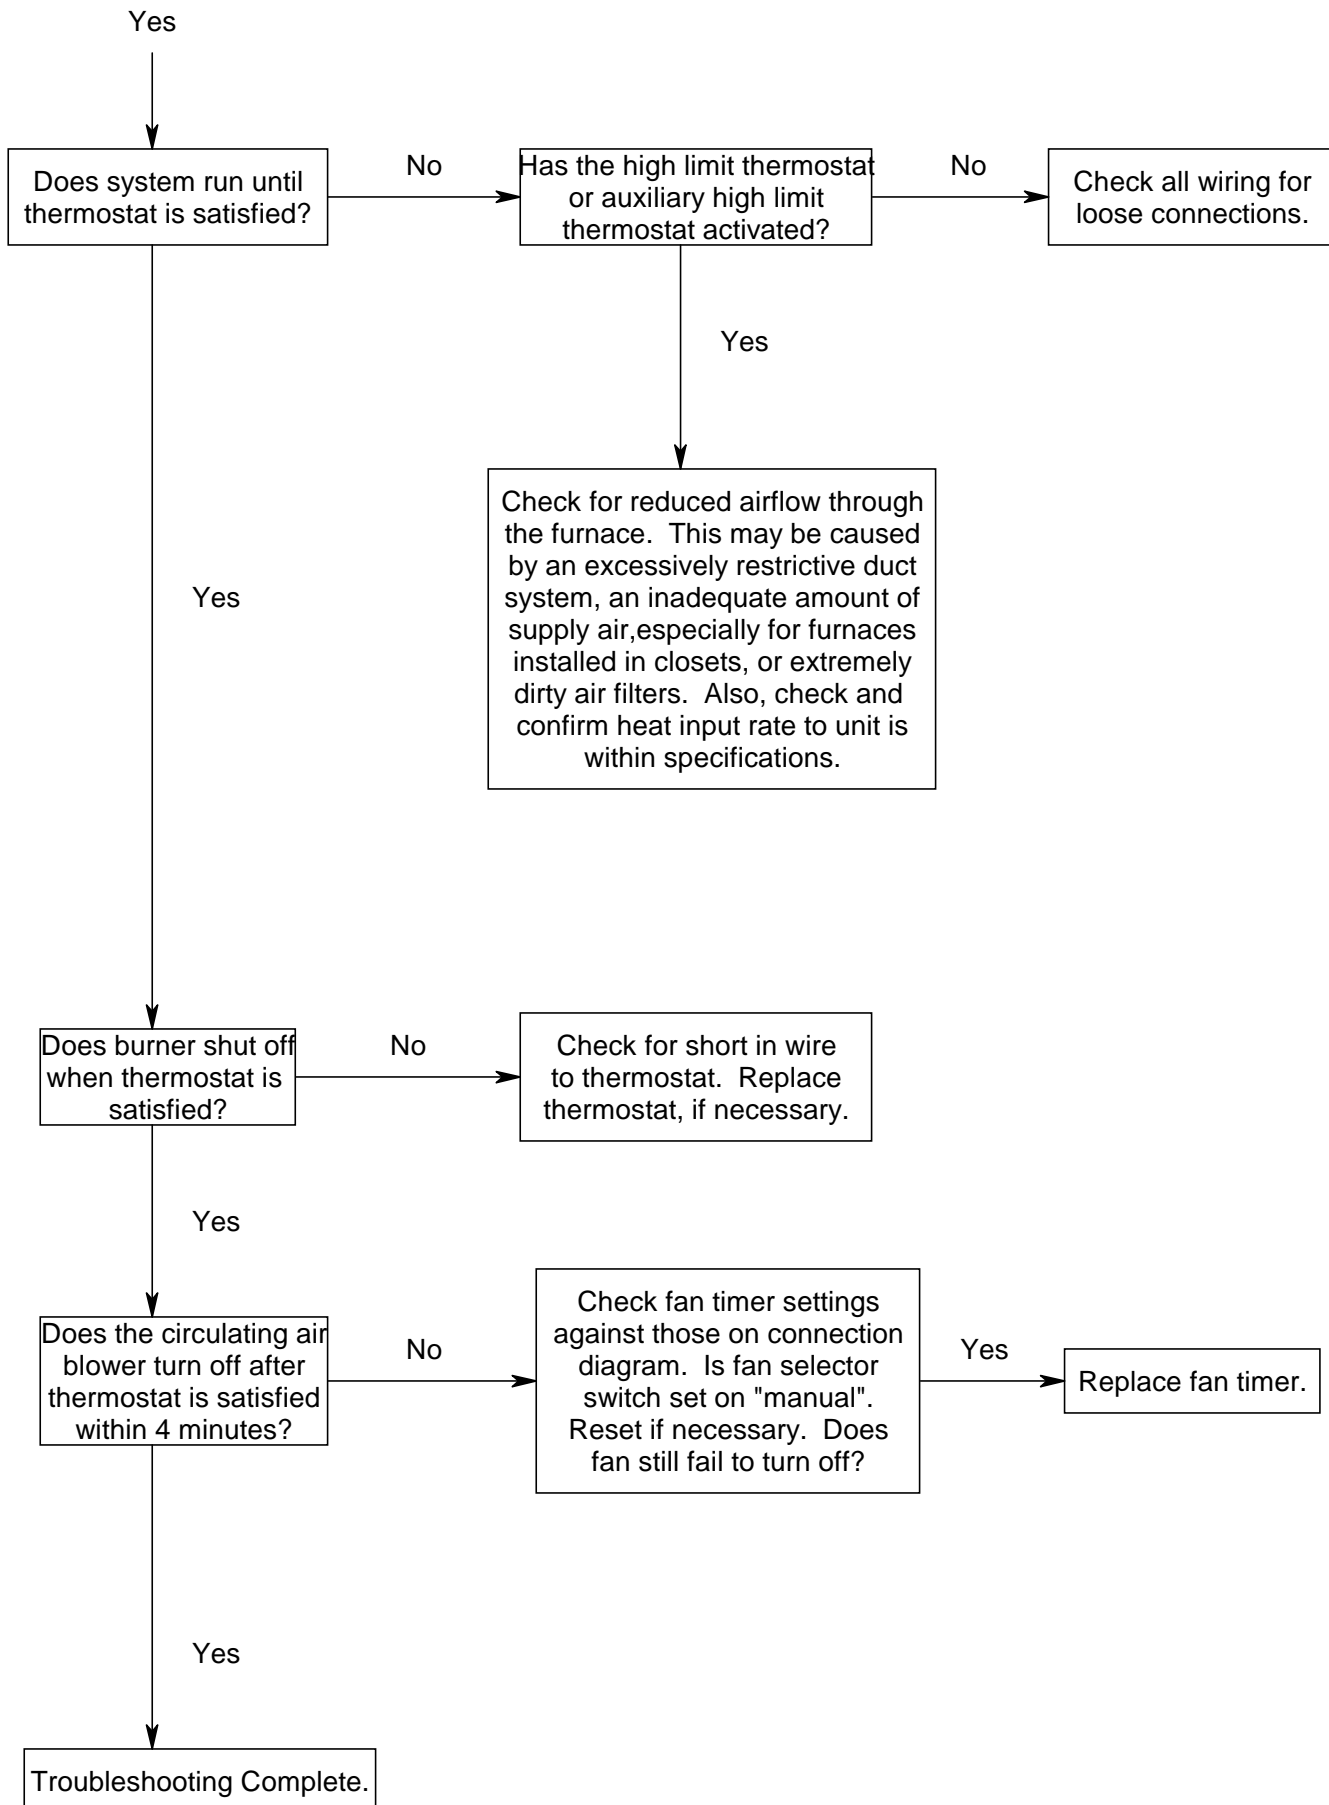 Yes
Does system run until
thermostat is satisfied?
No
Has the high limit thermostat
or auxiliary high limit
thermostat activated?
No
Check all wiring for
loose connections.
Yes
Check for reduced airflow through
the furnace.  This may be caused
by an excessively restrictive duct
system, an inadequate amount of
supply air,especially for furnaces
installed in closets, or extremely
dirty air filters.  Also, check and
confirm heat input rate to unit is
within specifications.
Yes
Does burner shut off
when thermostat is
satisfied?
No
Check for short in wire
to thermostat.  Replace
thermostat, if necessary.
Yes
Does the circulating air
blower turn off after
thermostat is satisfied
within 4 minutes?
No
Check fan timer settings
against those on connection
diagram.  Is fan selector
switch set on "manual".
Reset if necessary.  Does
fan still fail to turn off?
Yes
Replace fan timer.
Yes
Troubleshooting Complete.